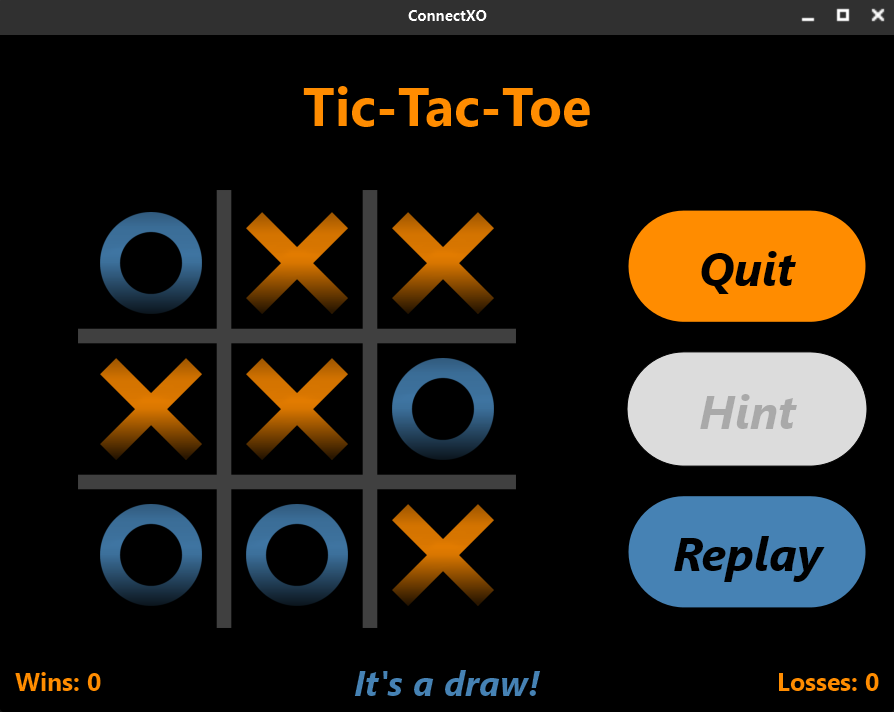 ConnectXO
Tic-Tac-Toe
Quit
Hint
Replay
Wins: 0
It's a draw!
Losses: 0